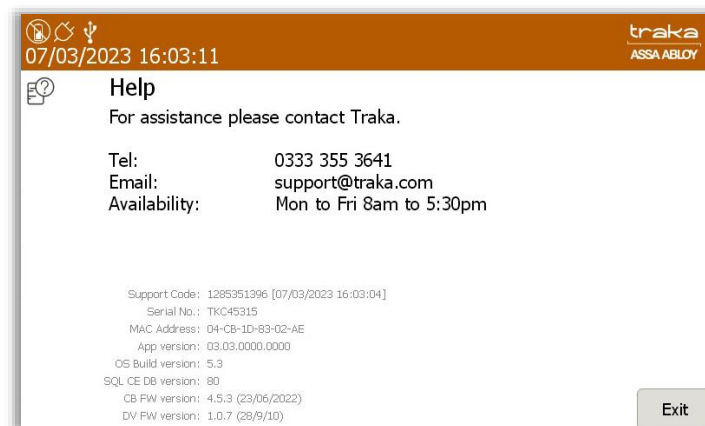 07/03/2023 16:03:11
traka
ASSA ABLOY
Help
For assistance please contact Traka.
Tel: 0333 355 3641
Email: support@traka.com
Availability: Mon to Fri 8am to 5:30pm
Support Code: 1285351396 [07/03/2023 16:03:04]
Serial No.: TKC45315
MAC Address: 04-CB-1D-83-02-AE
App version: 03.03.0000.0000
OS Build version: 5.3
SQL CE DB version: 80
CB FW version: 4.5.3 (23/06/2022)
DV FW version: 1.0.7 (28/9/10)
Exit